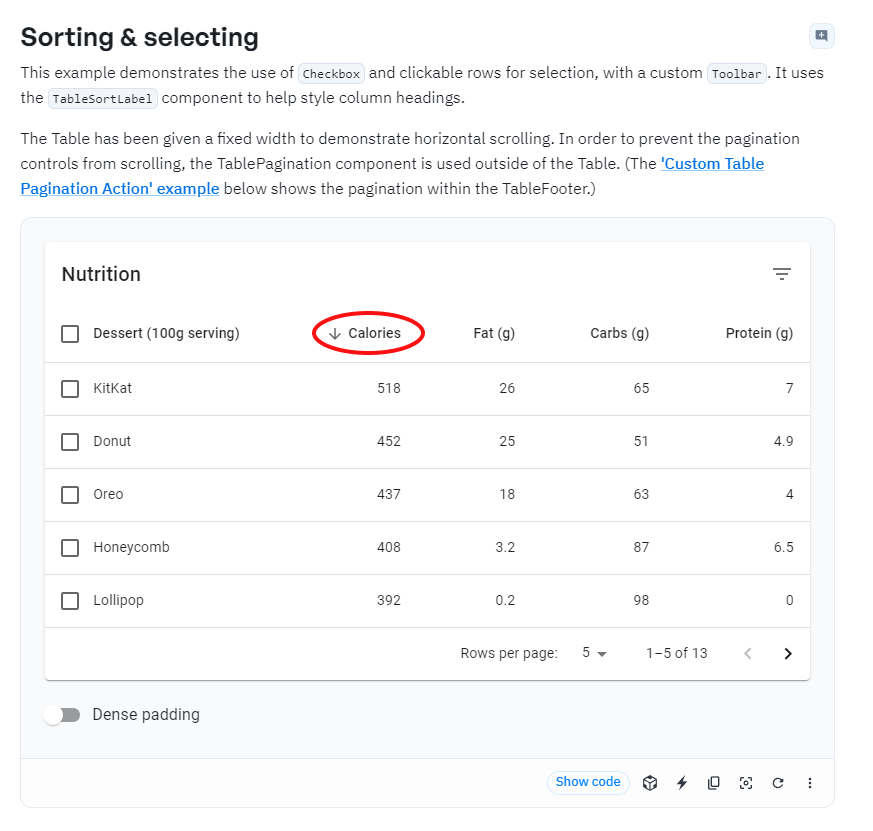 Sorting & selecting
This example demonstrates the use of Checkbox and clickable rows for selection, with a custom Toolbar. It uses
the TableSortLabel component to help style column headings.
The Table has been given a fixed width to demonstrate horizontal scrolling. In order to prevent the pagination
controls from scrolling, the TablePagination component is used outside of the Table. (The 'Custom Table
Pagination Action' example below shows the pagination within the TableFooter.)
Nutrition
Dessert (100g serving) Calories Fat (g) Carbs (g) Protein (g)
KitKat 518 26 65 7
Donut 452 25 51 4.9
Oreo 437 18 63 4
Honeycomb 408 3.2 87 6.5
Lollipop 392 0.2 98 0
Rows per page: 5 1–5 of 13
Dense padding
Show code